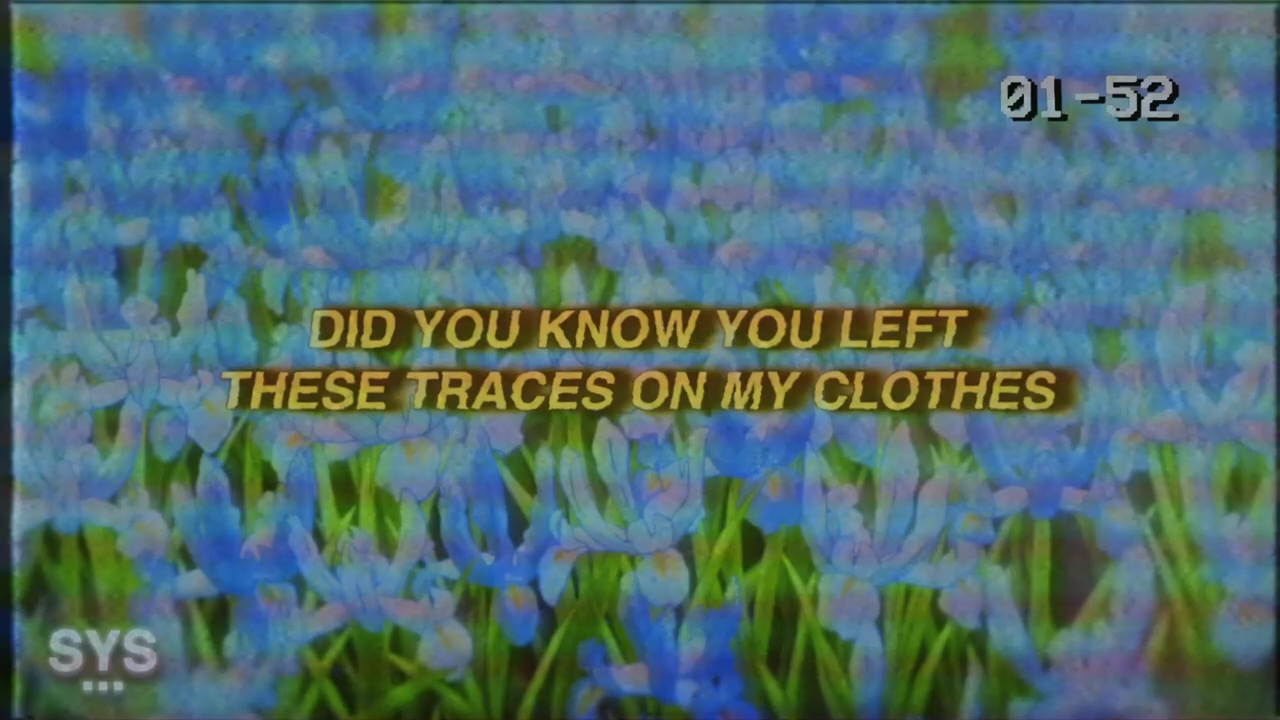 01-52
DID YOU KNOW YOU LEFT
THESE TRACES ON MY CLOTHES
SYS